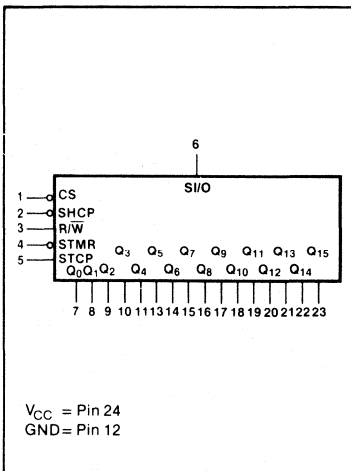 6
SI/O
1 CS
2 SHCP
3 R/W̅
4 STMR
5 STCP
Q₃ Q₅ Q₇ Q₉ Q₁₁ Q₁₃ Q₁₅
Q₀ Q₁ Q₂ Q₄ Q₆ Q₈ Q₁₀ Q₁₂ Q₁₄
7 8 9 10 11 13 14 15 16 17 18 19 20 21 22 23
V_CC = Pin 24
GND = Pin 12